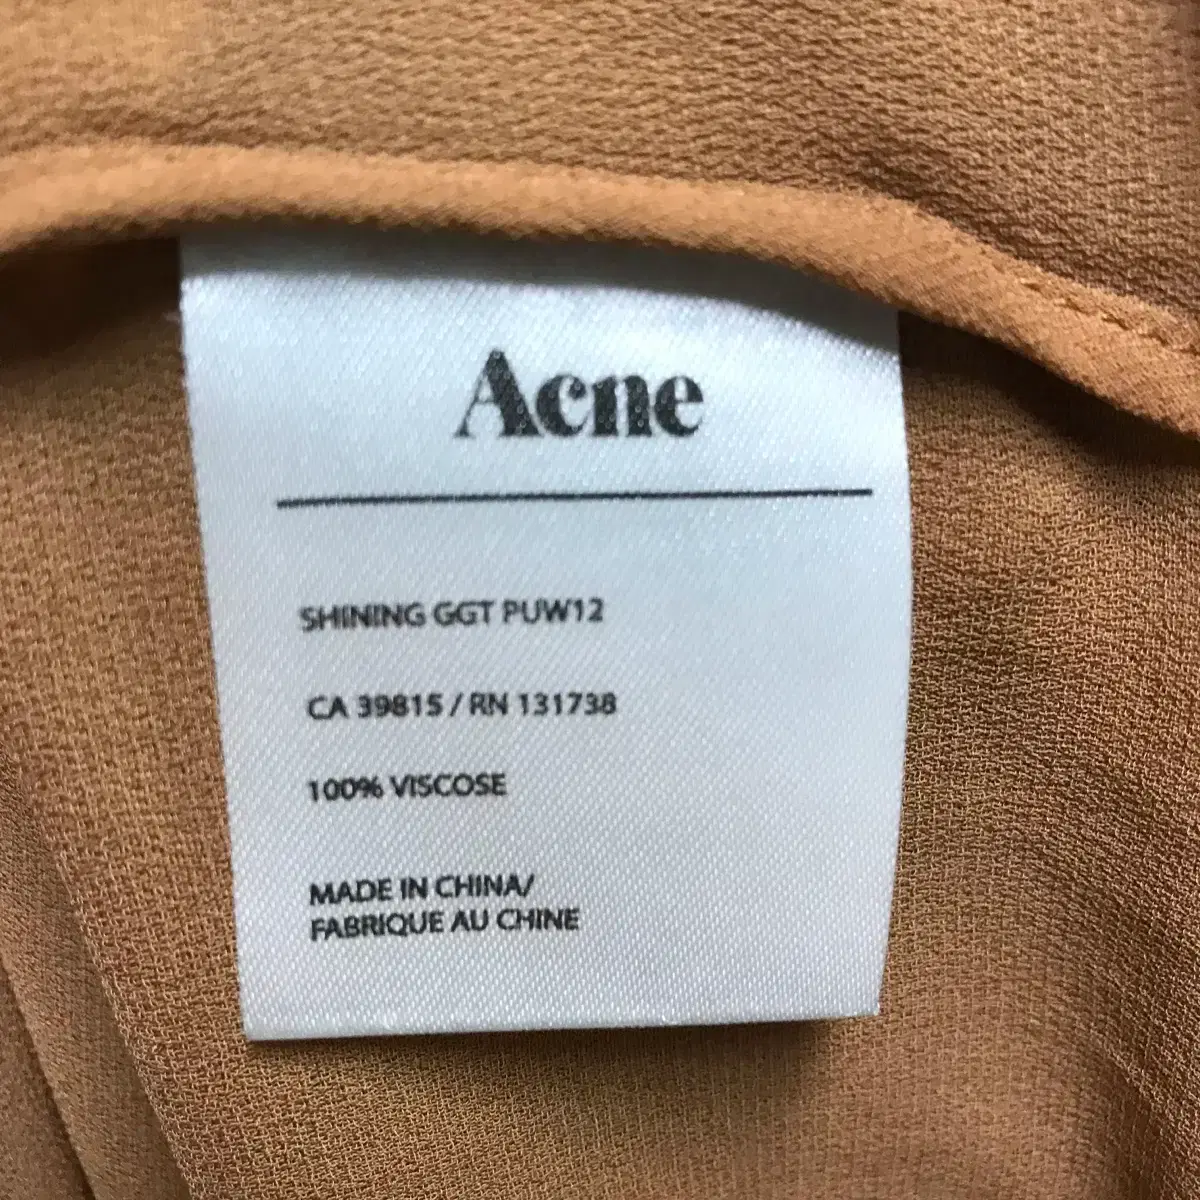 Acne
SHINING GGT PUW12
CA 39815 / RN 131738
100% VISCOSE
MADE IN CHINA/
FABRIQUE AU CHINE